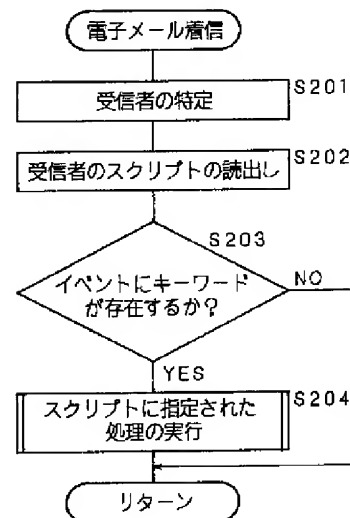 電子メール着信
受信者の特定
S201
受信者のスクリプトの読出し
S202
S203
イベントにキーワード
が存在するか?
NO
YES
スクリプトに指定された
処理の実行
S204
リターン